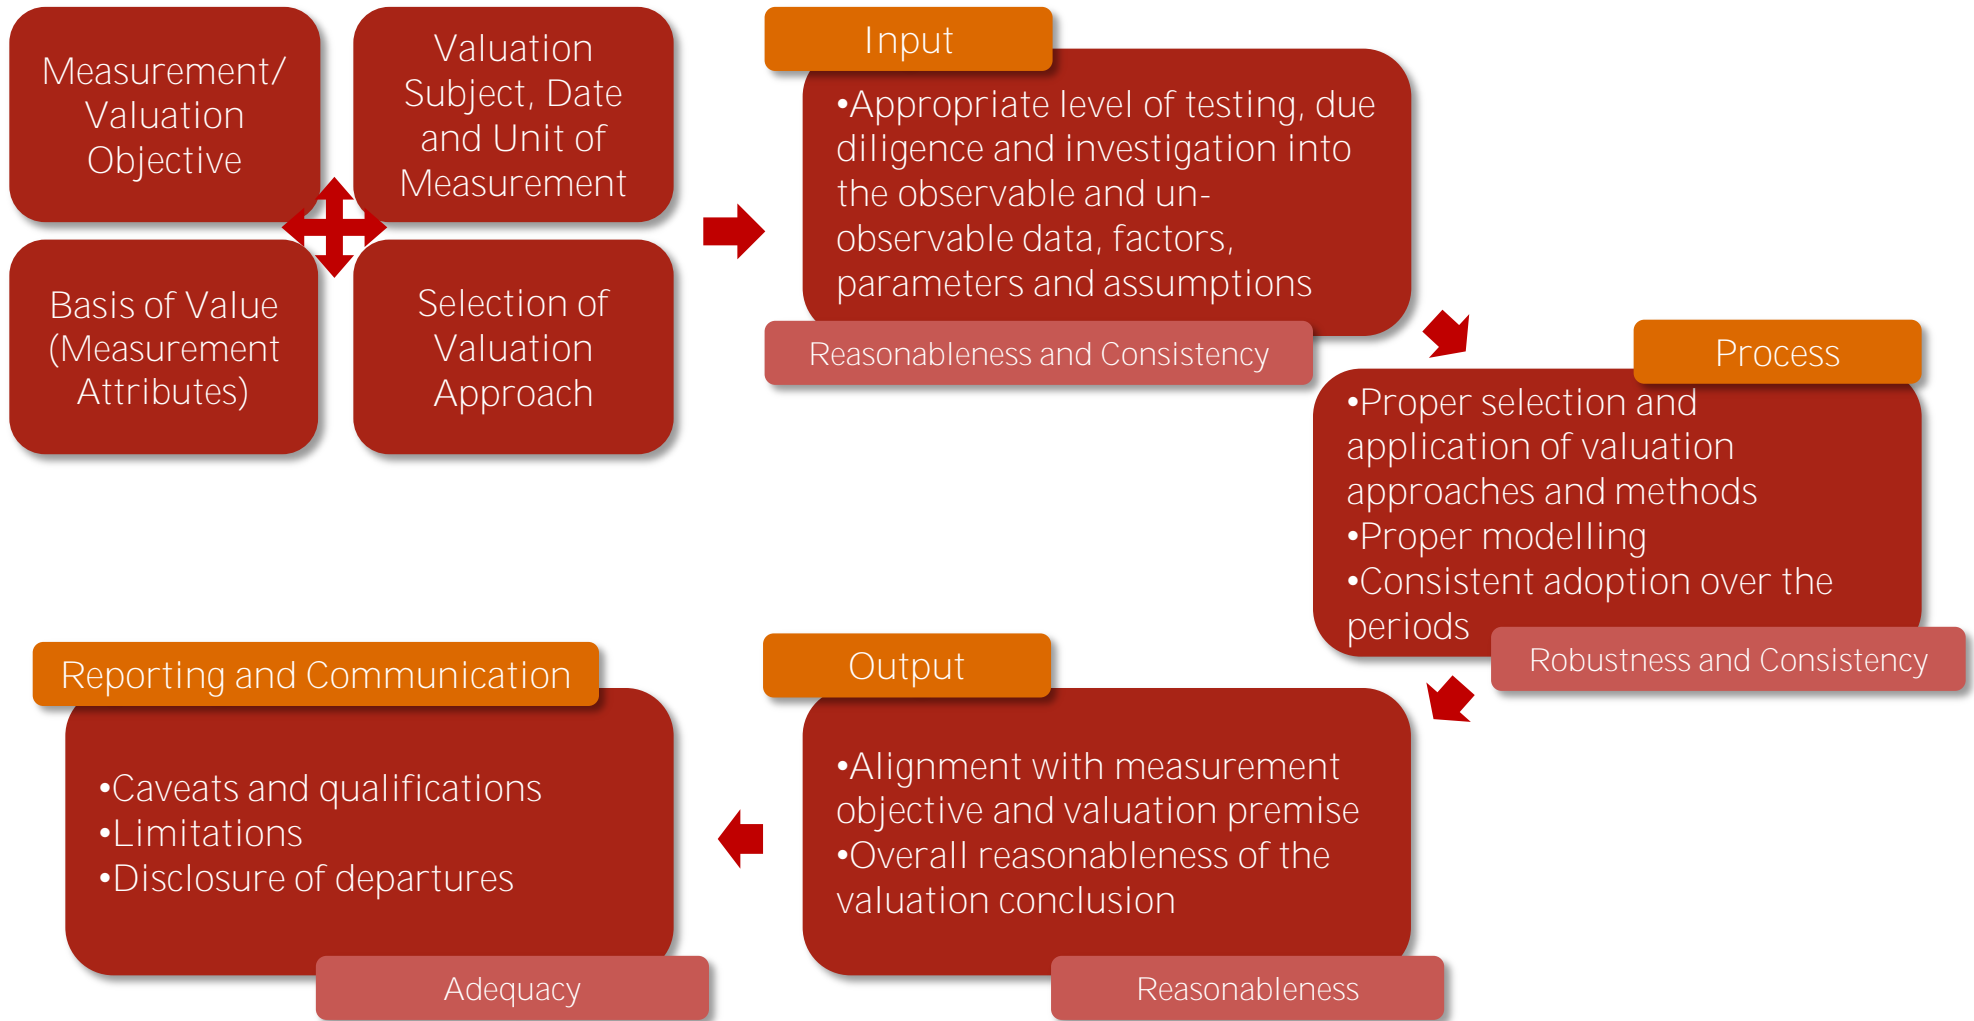 Measurement/
Valuation
Objective
Valuation
Subject, Date
and Unit of
Measurement
Basis of Value
(Measurement
Attributes)
Selection of
Valuation
Approach
Input
•Appropriate level of testing, due
diligence and investigation into
the observable and un-
observable data, factors,
parameters and assumptions
Reasonableness and Consistency
Process
•Proper selection and
application of valuation
approaches and methods
•Proper modelling
•Consistent adoption over the
periods
Robustness and Consistency
Output
•Alignment with measurement
objective and valuation premise
•Overall reasonableness of the
valuation conclusion
Reasonableness
Reporting and Communication
•Caveats and qualifications
•Limitations
•Disclosure of departures
Adequacy